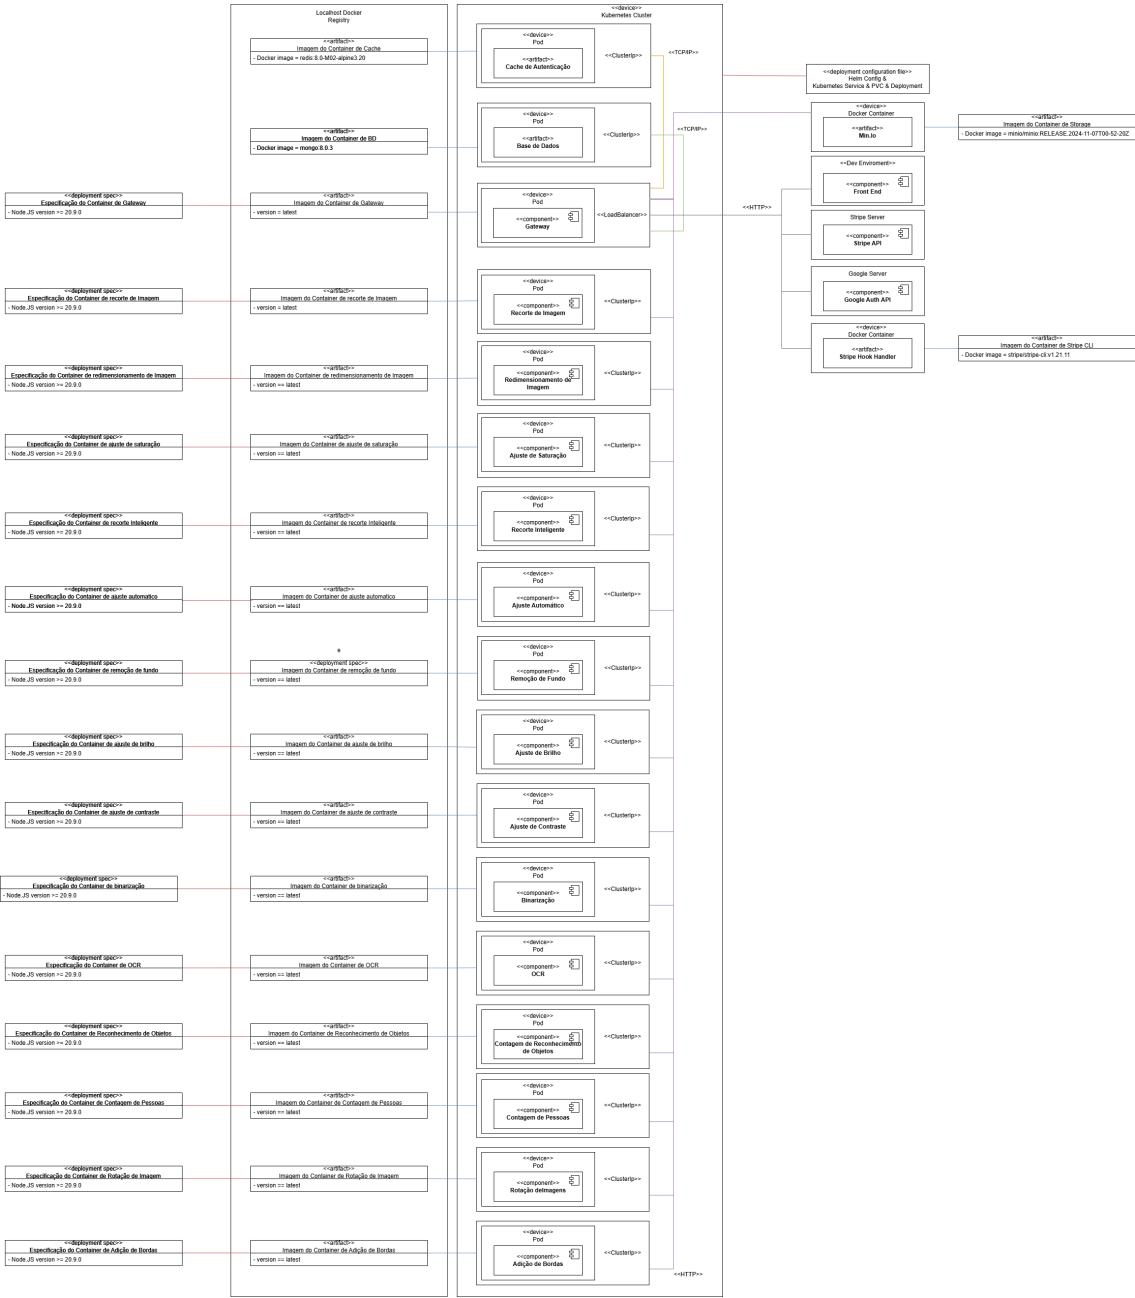 Localhost Docker
Registry
<<device>>
Kubernetes Cluster
<<artifact>>
Imagem do Container de Cache
- Docker image = redis:8.0-M02-alpine3.20
<<device>>
Pod
<<artifact>>
Cache de Autenticação
<<ClusterIp>>
<<TCP/IP>>
<<deployment configuration file>>
Helm Config &
Kubernetes Service & PVC & Deployment
<<artifact>>
Imagem do Container de BD
- Docker image = mongo:8.0.3
<<device>>
Pod
<<artifact>>
Base de Dados
<<ClusterIp>>
<<TCP/IP>>
<<device>>
Docker Container
<<artifact>>
Min.Io
<<artifact>>
Imagem do Container de Storage
- Docker image = minio/minio:RELEASE.2024-11-07T00-52-20Z
<<Dev Enviroment>>
<<component>>
Front End
<<deployment spec>>
Especificação do Container de Gateway
- Node.JS version >= 20.9.0
<<artifact>>
Imagem do Container de Gateway
- version = latest
<<device>>
Pod
<<component>>
Gateway
<<LoadBalancer>>
<<HTTP>>
Stripe Server
<<component>>
Stripe API
Google Server
<<component>>
Google Auth API
<<deployment spec>>
Especificação do Container de recorte de Imagem
- Node.JS version >= 20.9.0
<<artifact>>
Imagem do Container de recorte de Imagem
- version = latest
<<device>>
Pod
<<component>>
Recorte de Imagem
<<ClusterIp>>
<<device>>
Docker Container
<<artifact>>
Stripe Hook Handler
<<artifact>>
Imagem do Container de Stripe CLI
- Docker image = stripe/stripe-cli:v1.21.11
<<deployment spec>>
Especificação do Container de redimensionamento de Imagem
- Node.JS version >= 20.9.0
<<artifact>>
Imagem do Container de redimensionamento de Imagem
- version == latest
<<device>>
Pod
<<component>>
Redimensionamento de
Imagem
<<ClusterIp>>
<<deployment spec>>
Especificação do Container de ajuste de saturação
- Node.JS version >= 20.9.0
<<artifact>>
Imagem do Container de ajuste de saturação
- version == latest
<<device>>
Pod
<<component>>
Ajuste de Saturação
<<ClusterIp>>
<<deployment spec>>
Especificação do Container de recorte Inteligente
- Node.JS version >= 20.9.0
<<artifact>>
Imagem do Container de recorte Inteligente
- version == latest
<<device>>
Pod
<<component>>
Recorte Inteligente
<<ClusterIp>>
<<deployment spec>>
Especificação do Container de ajuste automatico
- Node.JS version >= 20.9.0
<<artifact>>
Imagem do Container de ajuste automatico
- version == latest
<<device>>
Pod
<<component>>
Ajuste Automático
<<ClusterIp>>
<<deployment spec>>
Especificação do Container de remoção de fundo
- Node.JS version >= 20.9.0
e
<<deployment spec>>
Imagem do Container de remoção de fundo
- version == latest
<<device>>
Pod
<<component>>
Remoção de Fundo
<<ClusterIp>>
<<deployment spec>>
Especificação do Container de ajuste de brilho
- Node.JS version >= 20.9.0
<<artifact>>
Imagem do Container de ajuste de brilho
- version == latest
<<device>>
Pod
<<component>>
Ajuste de Brilho
<<ClusterIp>>
<<deployment spec>>
Especificação do Container de ajuste de contraste
- Node.JS version >= 20.9.0
<<artifact>>
Imagem do Container de ajuste de contraste
- version == latest
<<device>>
Pod
<<component>>
Ajuste de Contraste
<<ClusterIp>>
<<deployment spec>>
Especificação do Container de binarização
- Node.JS version >= 20.9.0
<<artifact>>
Imagem do Container de binarização
- version == latest
<<device>>
Pod
<<component>>
Binarização
<<ClusterIp>>
<<deployment spec>>
Especificação do Container de OCR
- Node.JS version >= 20.9.0
<<artifact>>
Imagem do Container de OCR
- version == latest
<<device>>
Pod
<<component>>
OCR
<<ClusterIp>>
<<deployment spec>>
Especificação do Container de Reconhecimento de Objetos
- Node.JS version >= 20.9.0
<<artifact>>
Imagem do Container de Reconhecimento de Objetos
- version == latest
<<device>>
Pod
<<component>>
Contagem de Reconhecimento
de Objetos
<<ClusterIp>>
<<deployment spec>>
Especificação do Container de Contagem de Pessoas
- Node.JS version >= 20.9.0
<<artifact>>
Imagem do Container de Contagem de Pessoas
- version == latest
<<device>>
Pod
<<component>>
Contagem de Pessoas
<<ClusterIp>>
<<deployment spec>>
Especificação do Container de Rotação de Imagem
- Node.JS version >= 20.9.0
<<artifact>>
Imagem do Container de Rotação de Imagem
- version == latest
<<device>>
Pod
<<component>>
Rotação deImagens
<<ClusterIp>>
<<deployment spec>>
Especificação do Container de Adição de Bordas
- Node.JS version >= 20.9.0
<<artifact>>
Imagem do Container de Adição de Bordas
- version == latest
<<device>>
Pod
<<component>>
Adição de Bordas
<<ClusterIp>>
<<HTTP>>